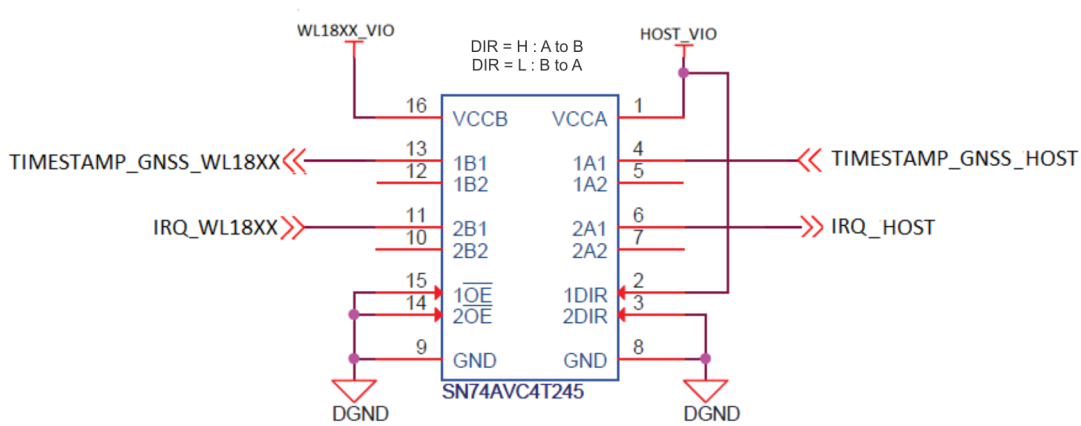 WL18XX_VIO
DIR = H : A to B
DIR = L : B to A
HOST_VIO
16 VCCB VCCA 1
TIMESTAMP_GNSS_WL18XX 13 1B1 1A1 4 TIMESTAMP_GNSS_HOST
12 1B2 1A2 5
IRQ_WL18XX 11 2B1 2A1 6 IRQ_HOST
10 2B2 2A2 7
15 1OE 1DIR 2
14 2OE 2DIR 3
9 GND GND 8
SN74AVC4T245
DGND DGND